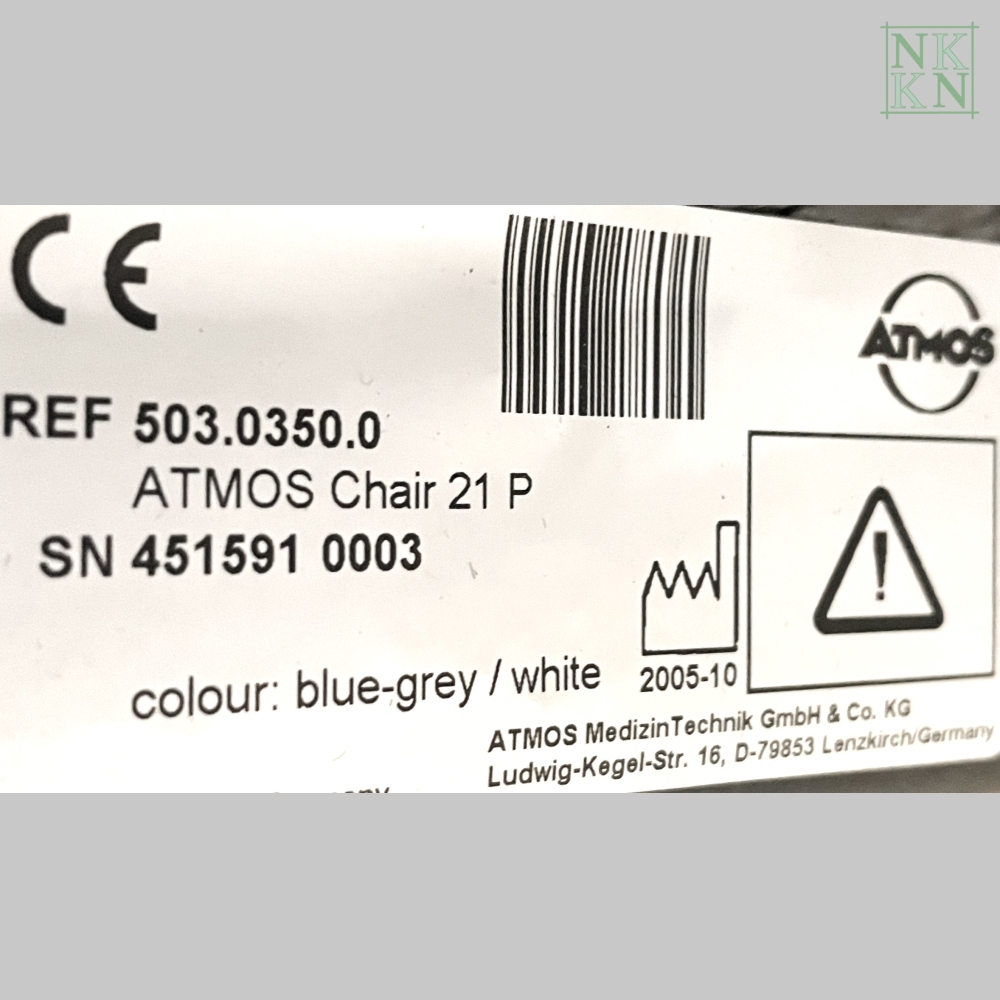 NK
KN
CE
ATMOS
REF 503.0350.0
ATMOS Chair 21 P
SN 451591 0003
colour: blue-grey / white
2005-10
!
ATMOS MedizinTechnik GmbH & Co. KG
Ludwig-Kegel-Str. 16, D-79853 Lenzkirch/Germany